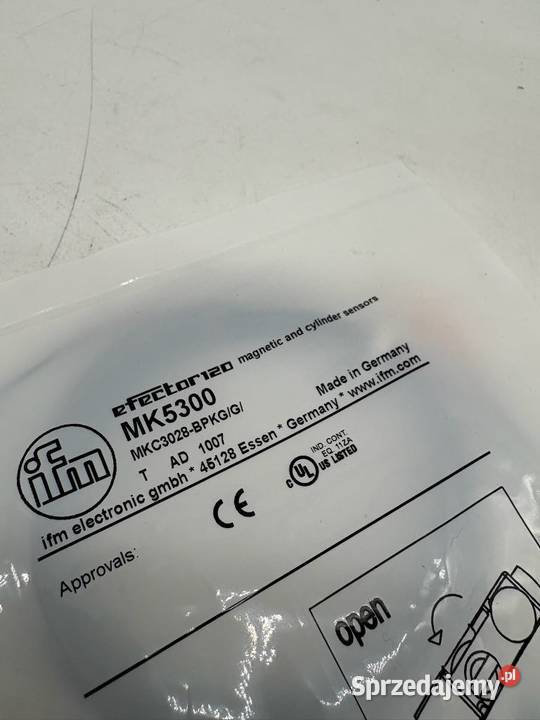 efector120 magnetic and cylinder sensors
MK5300
MKC3028-BPKG/G/ Made in Germany
T AD 1007
ifm electronic gmbh * 45128 Essen * Germany * www.ifm.com
ifm
CE
C UL US LISTED
IND. CONT.
EQ. 11ZA
Approvals:
open
Sprzedajemy.pl